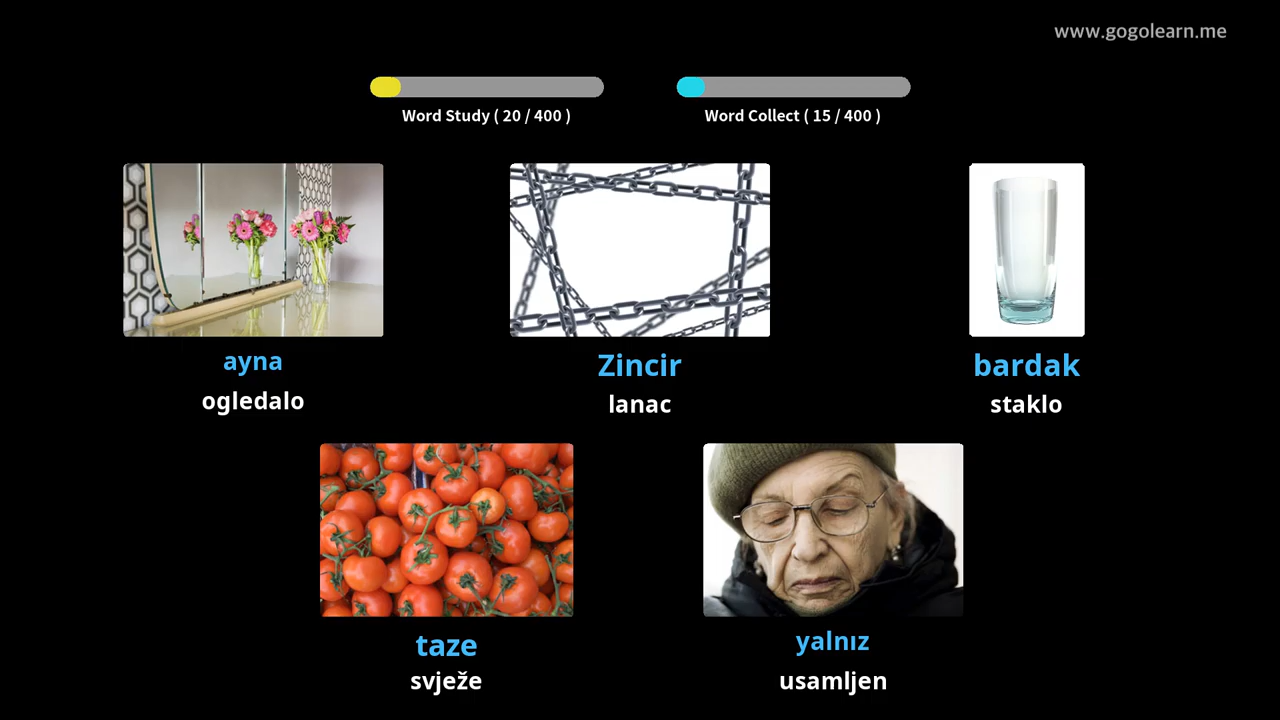 www.gogolearn.me
Word Study ( 20 / 400 )
Word Collect ( 15 / 400 )
ayna
ogledalo
Zincir
lanac
bardak
staklo
taze
svježe
yalnız
usamljen